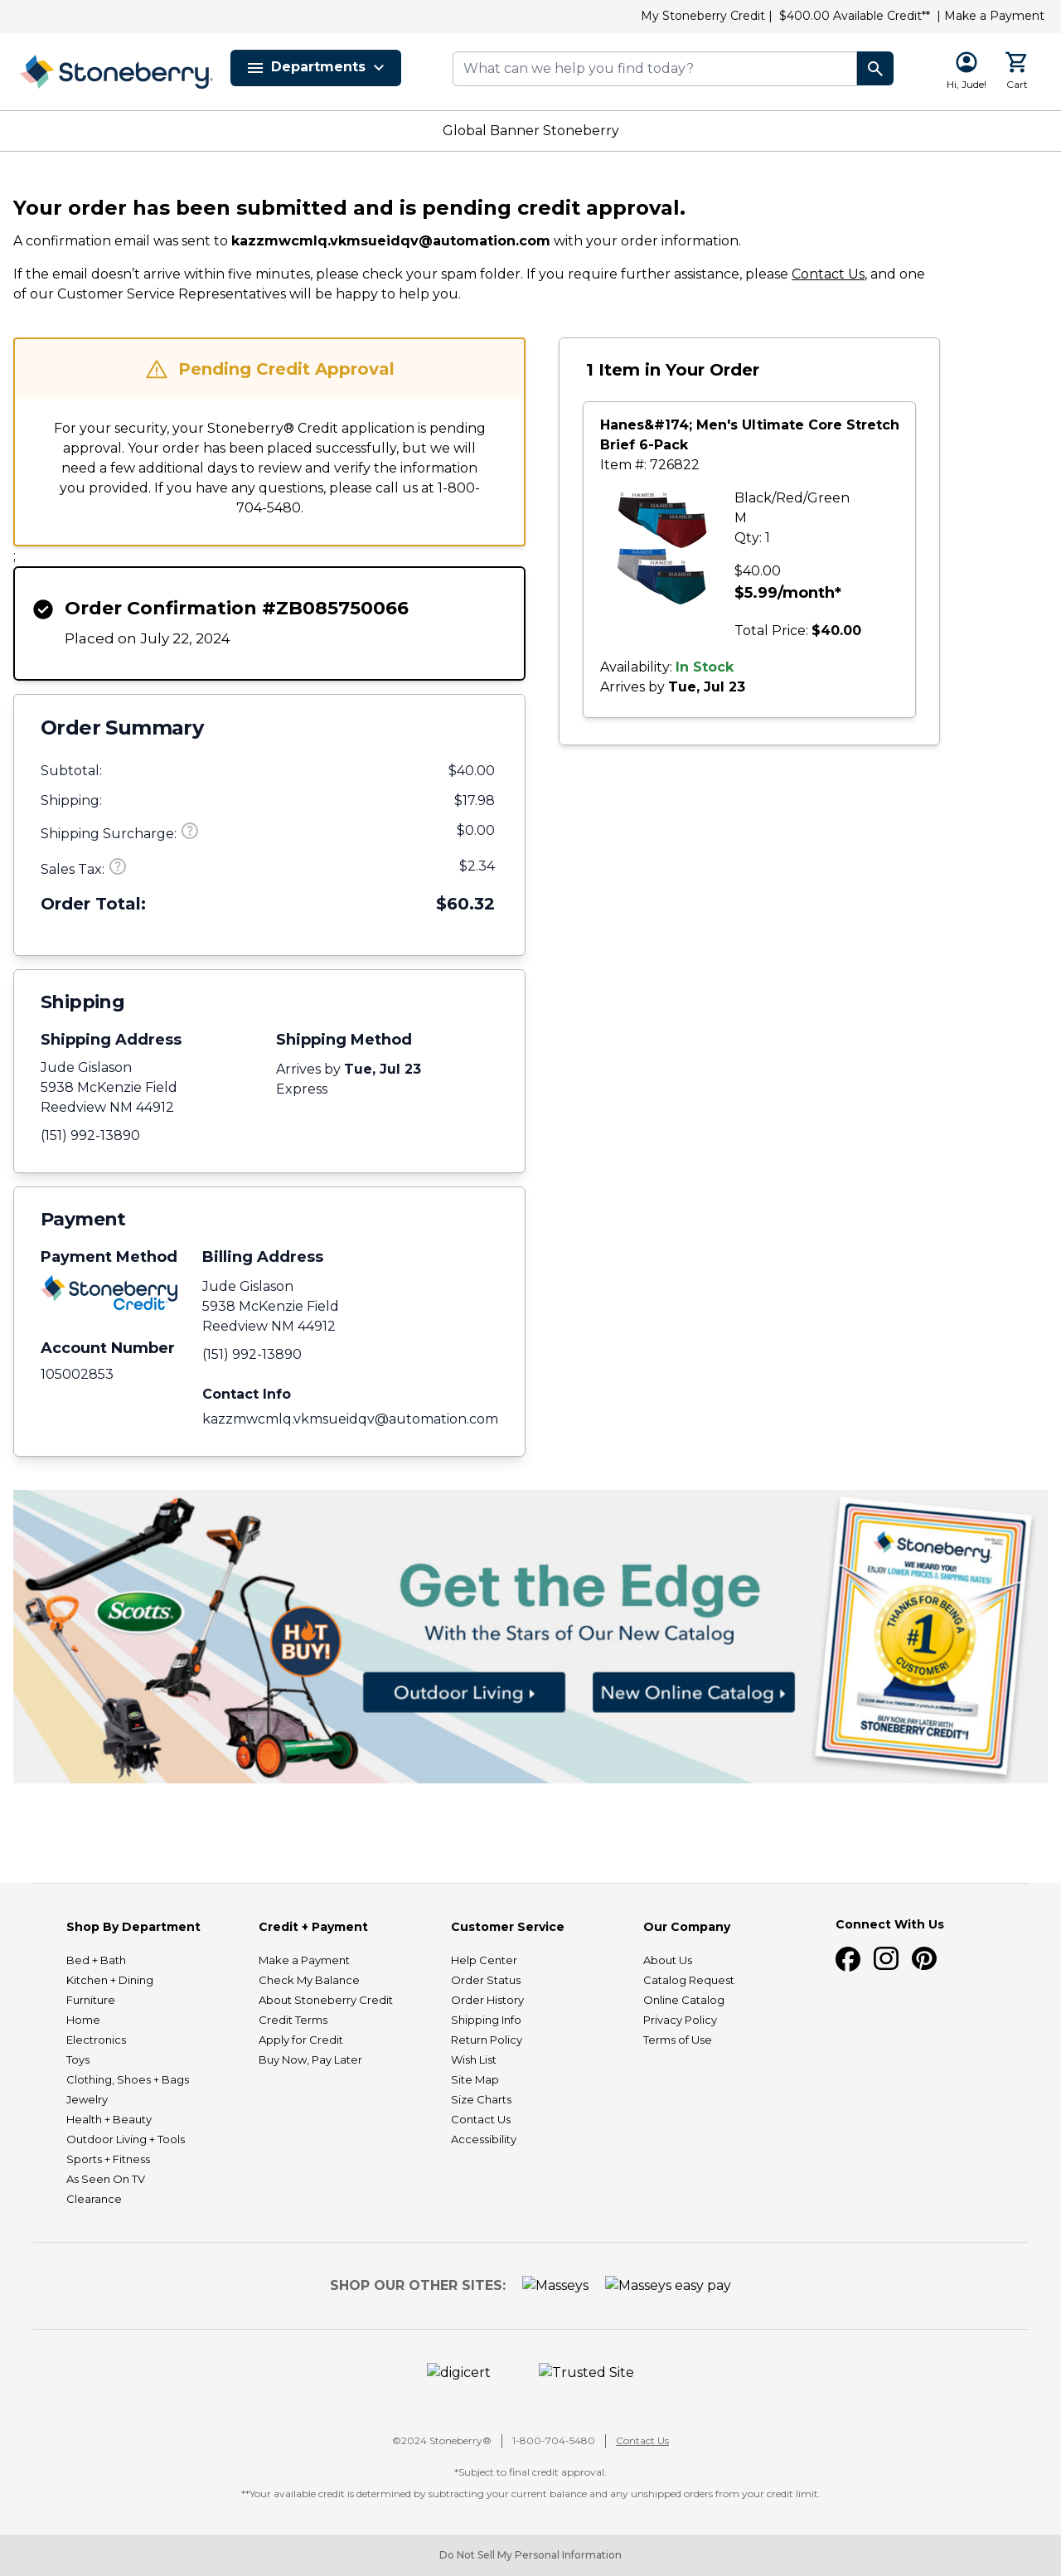 My Stoneberry Credit | $400.00 Available Credit** | Make a Payment
Stoneberry
Departments
What can we help you find today?
Hi, Jude!
Cart
Global Banner Stoneberry
Your order has been submitted and is pending credit approval.
A confirmation email was sent to kazzmwcmlq.vkmsueidqv@automation.com with your order information.
If the email doesn't arrive within five minutes, please check your spam folder. If you require further assistance, please Contact Us, and one
of our Customer Service Representatives will be happy to help you.
Pending Credit Approval
For your security, your Stoneberry® Credit application is pending
approval. Your order has been placed successfully, but we will
need a few additional days to review and verify the information
you provided. If you have any questions, please call us at 1-800-
704-5480.
;
Order Confirmation #ZB085750066
Placed on July 22, 2024
Order Summary
Subtotal: $40.00
Shipping: $17.98
Shipping Surcharge: ? $0.00
Sales Tax: ? $2.34
Order Total: $60.32
Shipping
Shipping Address
Jude Gislason
5938 McKenzie Field
Reedview NM 44912
(151) 992-13890
Shipping Method
Arrives by Tue, Jul 23
Express
Payment
Payment Method
Stoneberry
Credit
Account Number
105002853
Billing Address
Jude Gislason
5938 McKenzie Field
Reedview NM 44912
(151) 992-13890
Contact Info
kazzmwcmlq.vkmsueidqv@automation.com
1 Item in Your Order
Hanes&#174; Men's Ultimate Core Stretch
Brief 6-Pack
Item #: 726822
HANES
HANES
HANES
HANES
HANES
Black/Red/Green
M
Qty: 1
$40.00
$5.99/month*
Total Price: $40.00
Availability: In Stock
Arrives by Tue, Jul 23
Scotts
HOT
BUY!
Get the Edge
With the Stars of Our New Catalog
Outdoor Living
New Online Catalog
Stoneberry
WE HEARD YOU!
ENJOY LOWER PRICES & SHIPPING RATES!
THANKS FOR BEING A
#1
CUSTOMER!
BUY NOW, PAY LATER WITH
STONEBERRY CREDIT!
Shop By Department
Bed + Bath
Kitchen + Dining
Furniture
Home
Electronics
Toys
Clothing, Shoes + Bags
Jewelry
Health + Beauty
Outdoor Living + Tools
Sports + Fitness
As Seen On TV
Clearance
Credit + Payment
Make a Payment
Check My Balance
About Stoneberry Credit
Credit Terms
Apply for Credit
Buy Now, Pay Later
Customer Service
Help Center
Order Status
Order History
Shipping Info
Return Policy
Wish List
Site Map
Size Charts
Contact Us
Accessibility
Our Company
About Us
Catalog Request
Online Catalog
Privacy Policy
Terms of Use
Connect With Us
SHOP OUR OTHER SITES: Masseys Masseys easy pay
digicert Trusted Site
©2024 Stoneberry® | 1-800-704-5480 | Contact Us
*Subject to final credit approval.
**Your available credit is determined by subtracting your current balance and any unshipped orders from your credit limit.
Do Not Sell My Personal Information